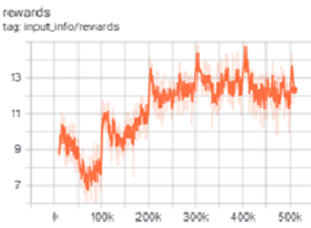 rewards
tag: input_info/rewards
13
11
9
7
0 100k 200k 300k 400k 500k